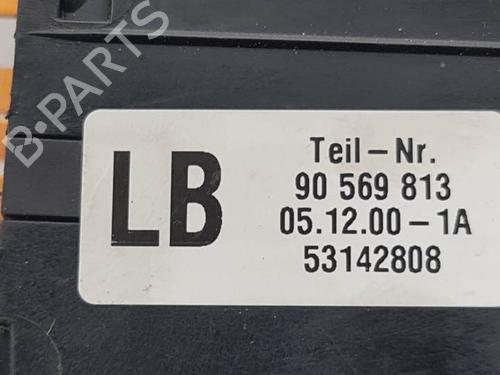 B-PARTS
LB
Teil-Nr.
90 569 813
05.12.00-1A
53142808